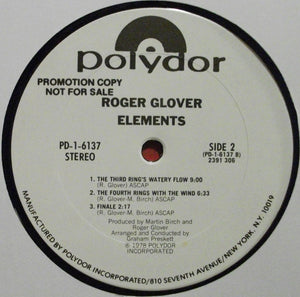 polydor
PROMOTION COPY
NOT FOR SALE
ROGER GLOVER
ELEMENTS
PD-1-6137
STEREO
SIDE 2
(PD-1-6137 B)
2391 306
1. THE THIRD RING'S WATERY FLOW 9:00
(R. Glover) ASCAP
2. THE FOURTH RINGS WITH THE WIND 6:33
(R. Glover-M. Birch) ASCAP
3. FINALE 2:17
(R. Glover-M. Birch) ASCAP
Produced by Martin Birch and
Roger Glover
Arranged and Conducted by
Graham Preskett
℗ 1978 POLYDOR
INCORPORATED
MANUFACTURED BY POLYDOR INCORPORATED/810 SEVENTH AVENUE/NEW YORK, N.Y. 10019